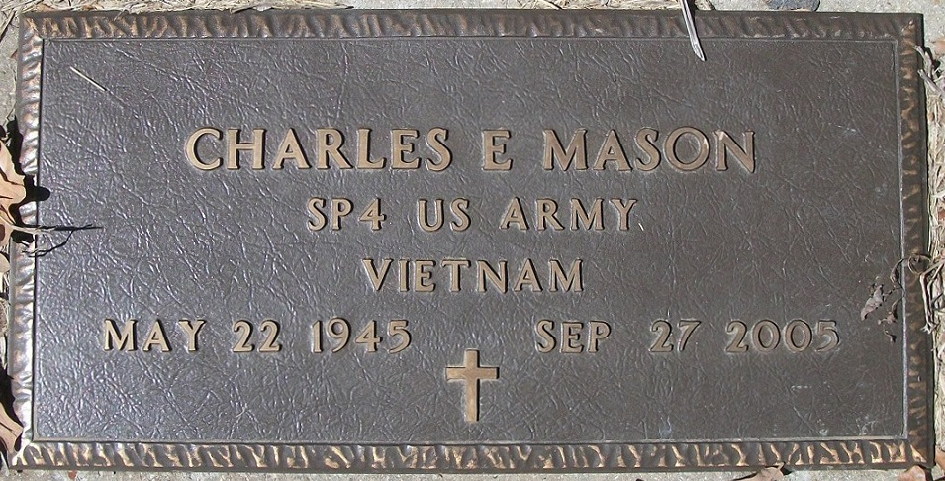 CHARLES E MASON
SP4 US ARMY
VIETNAM
MAY 22 1945 SEP 27 2005